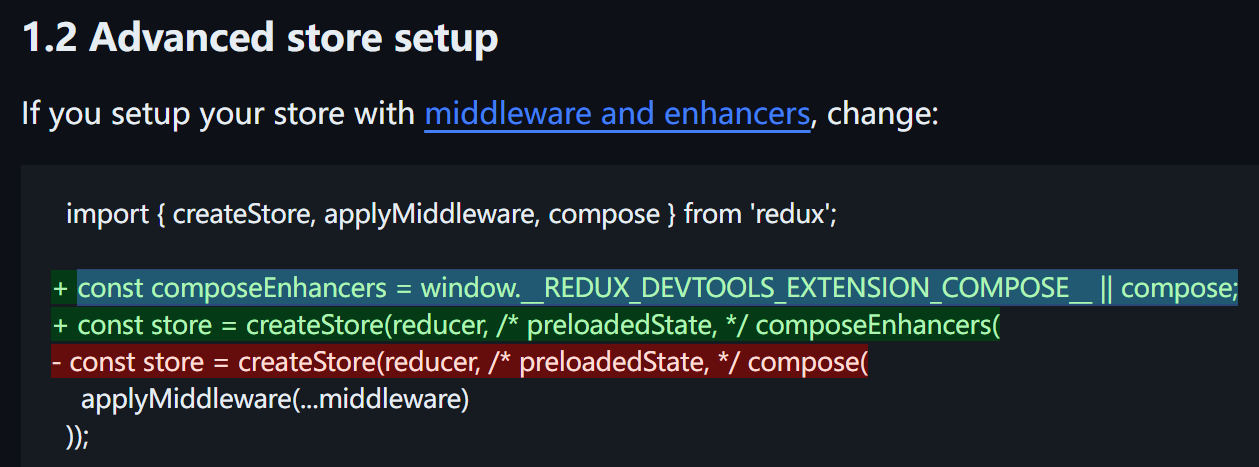 1.2 Advanced store setup
If you setup your store with middleware and enhancers, change:
import { createStore, applyMiddleware, compose } from 'redux';
+ const composeEnhancers = window.__REDUX_DEVTOOLS_EXTENSION_COMPOSE__ || compose;
+ const store = createStore(reducer, /* preloadedState, */ composeEnhancers(
- const store = createStore(reducer, /* preloadedState, */ compose(
applyMiddleware(...middleware)
));